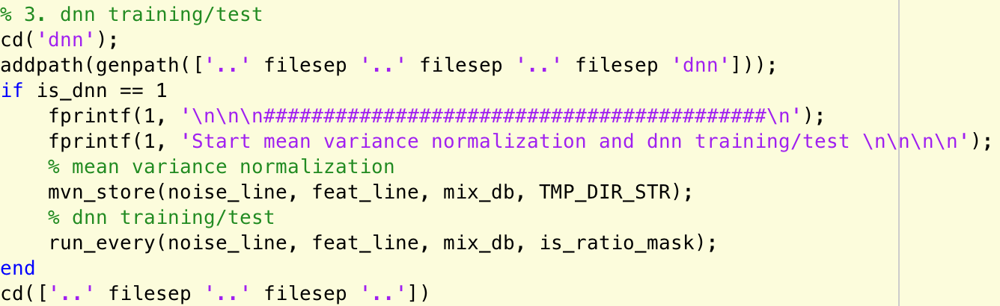 % 3. dnn training/test
cd('dnn');
addpath(genpath(['..' filesep '..' filesep '..' filesep 'dnn']));
if is_dnn == 1
    fprintf(1, '\n\n\n##########################################\n');
    fprintf(1, 'Start mean variance normalization and dnn training/test \n\n\n\n');
    % mean variance normalization
    mvn_store(noise_line, feat_line, mix_db, TMP_DIR_STR);
    % dnn training/test
    run_every(noise_line, feat_line, mix_db, is_ratio_mask);
end
cd(['..' filesep '..' filesep '..'])